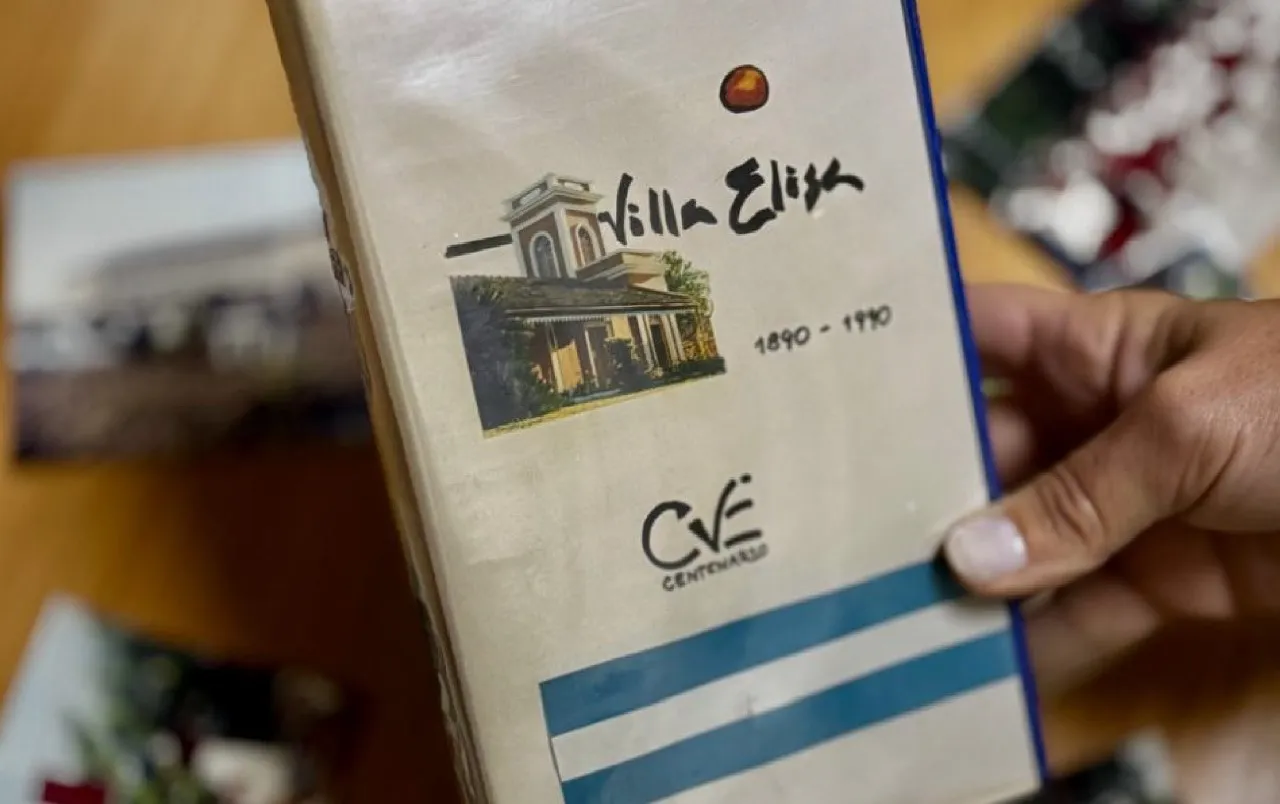 Villa Elisa
1890 - 1990
CVE
CENTENARIO